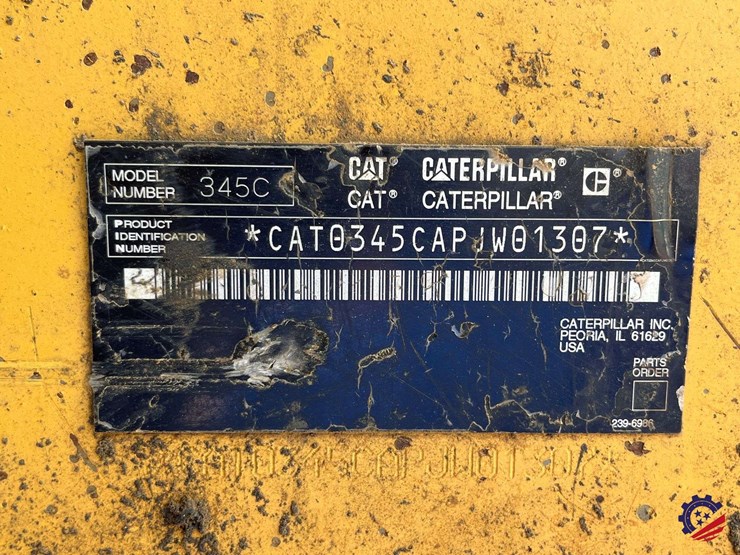 MODEL NUMBER 345C
CAT® CATERPILLAR®
CAT® CATERPILLAR®
PRODUCT IDENTIFICATION NUMBER *CAT0345CAPJW01307*
CATERPILLAR INC.
PEORIA, IL 61629
USA
PARTS ORDER